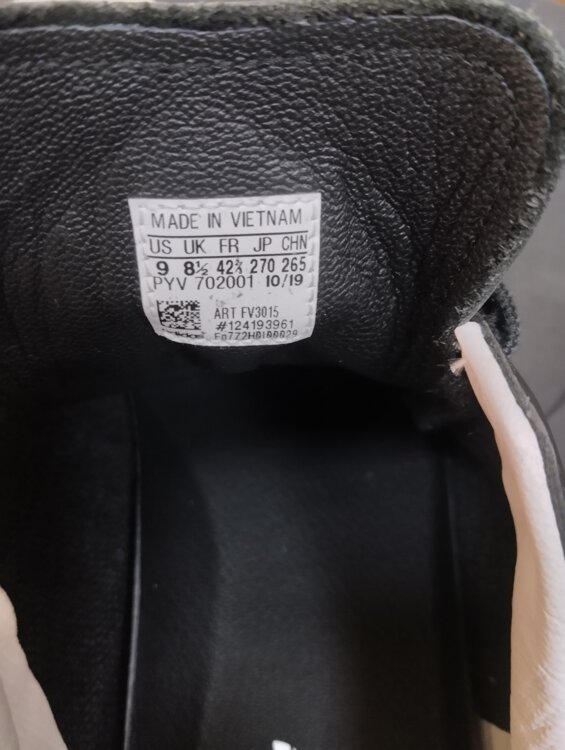 MADE IN VIETNAM
US UK FR JP CHN
9 8½ 42⅔ 270 265
PYV 702001 10/19
ART FV3015
#124193961
adidas